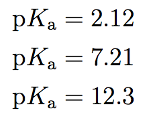 pKa = 2.12
pKa = 7.21
pKa = 12.3